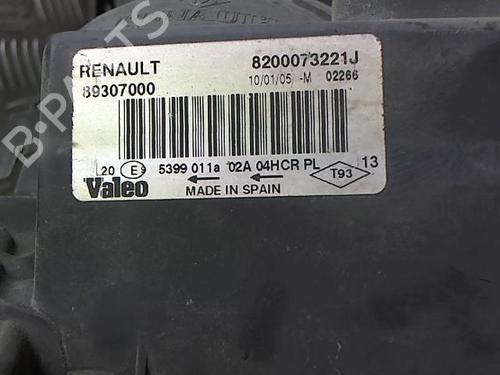 RENAULT 8200073221J
89307000 10/01/05 -M 02266
20 E9 5399 011a 02A 04HCR PL T93 13
Valeo MADE IN SPAIN
B-PARTS